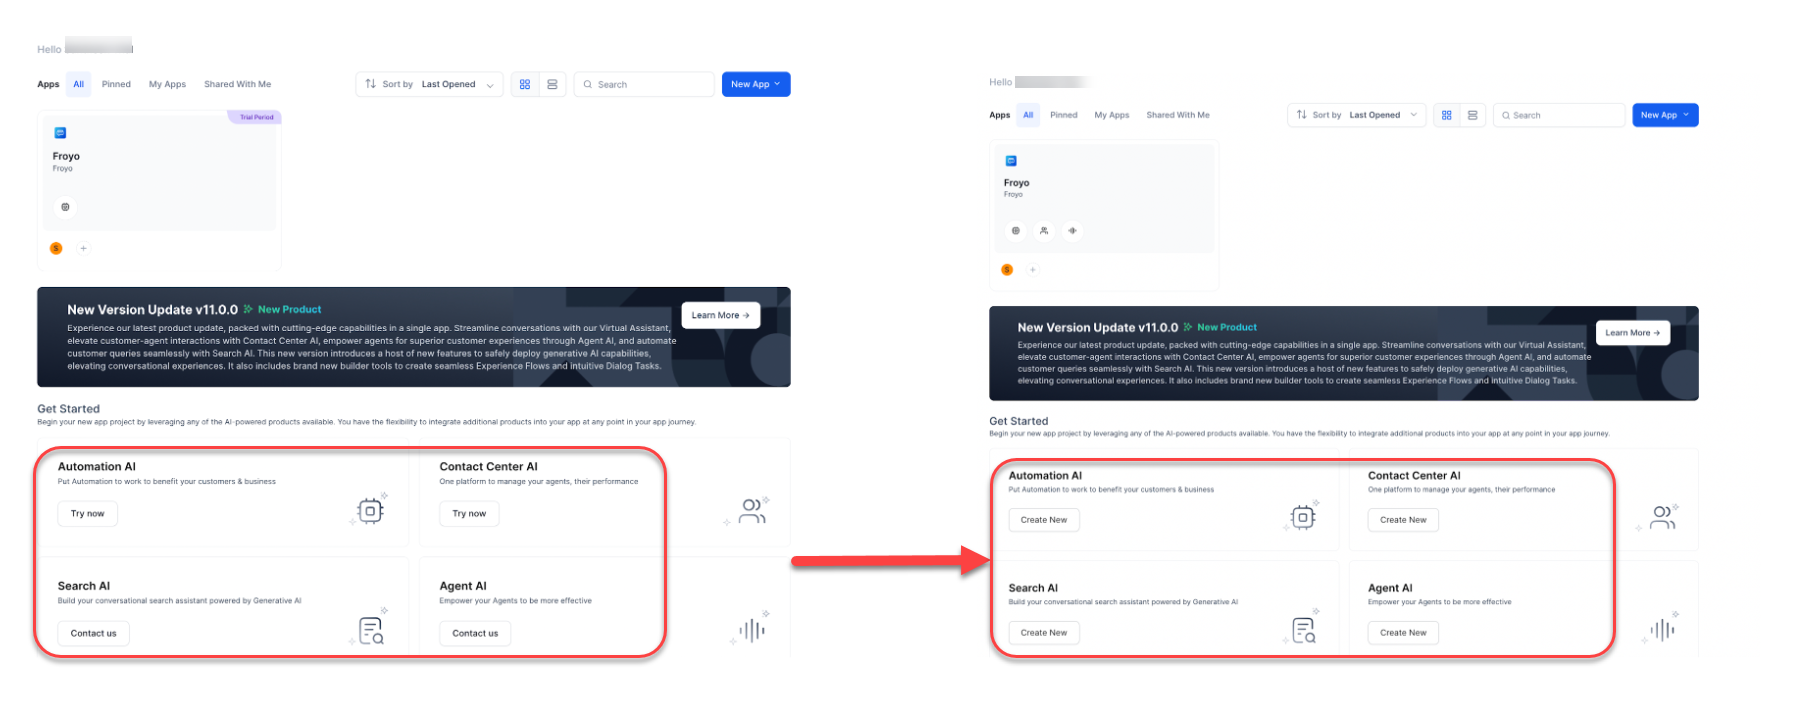 Hello
Apps All Pinned My Apps Shared With Me Sort by Last Opened Search New App
Trial Period
Froyo
Froyo
S
New Version Update v11.0.0 New Product
Learn More →
Experience our latest product update, packed with cutting-edge capabilities in a single app. Streamline conversations with our Virtual Assistant,
elevate customer-agent interactions with Contact Center AI, empower agents for superior customer experiences through Agent AI, and automate
customer queries seamlessly with Search AI. This new version introduces a host of new features to safely deploy generative AI capabilities,
elevating conversational experiences. It also includes brand new builder tools to create seamless Experience Flows and Intuitive Dialog Tasks.
Get Started
Begin your new app project by leveraging any of the AI-powered products available. You have the flexibility to integrate additional products into your app at any point in your app journey.
Automation AI
Put Automation to work to benefit your customers & business
Try now
Contact Center AI
One platform to manage your agents, their performance
Try now
Search AI
Build your conversational search assistant powered by Generative AI
Contact us
Agent AI
Empower your Agents to be more effective
Contact us
Hello
Apps All Pinned My Apps Shared With Me Sort by Last Opened Search New App
Froyo
Froyo
S
New Version Update v11.0.0 New Product
Learn More →
Experience our latest product update, packed with cutting-edge capabilities in a single app. Streamline conversations with our Virtual Assistant,
elevate customer-agent interactions with Contact Center AI, empower agents for superior customer experiences through Agent AI, and automate
customer queries seamlessly with Search AI. This new version introduces a host of new features to safely deploy generative AI capabilities,
elevating conversational experiences. It also includes brand new builder tools to create seamless Experience Flows and Intuitive Dialog Tasks.
Get Started
Begin your new app project by leveraging any of the AI-powered products available. You have the flexibility to integrate additional products into your app at any point in your app journey.
Automation AI
Put Automation to work to benefit your customers & business
Create New
Contact Center AI
One platform to manage your agents, their performance
Create New
Search AI
Build your conversational search assistant powered by Generative AI
Create New
Agent AI
Empower your Agents to be more effective
Create New